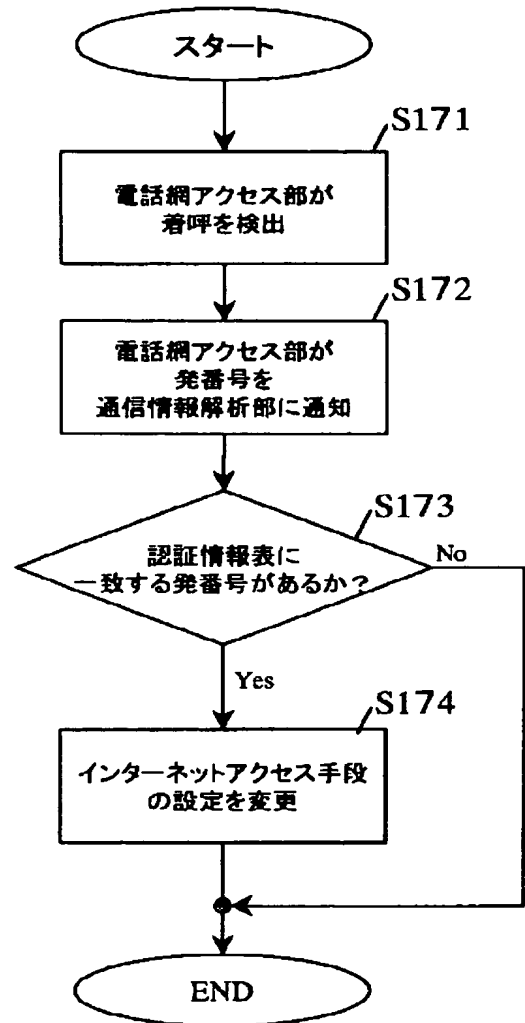 スタート
S171
電話網アクセス部が
着呼を検出
S172
電話網アクセス部が
発番号を
通信情報解析部に通知
S173
認証情報表に
一致する発番号があるか？
No
Yes
S174
インターネットアクセス手段
の設定を変更
END